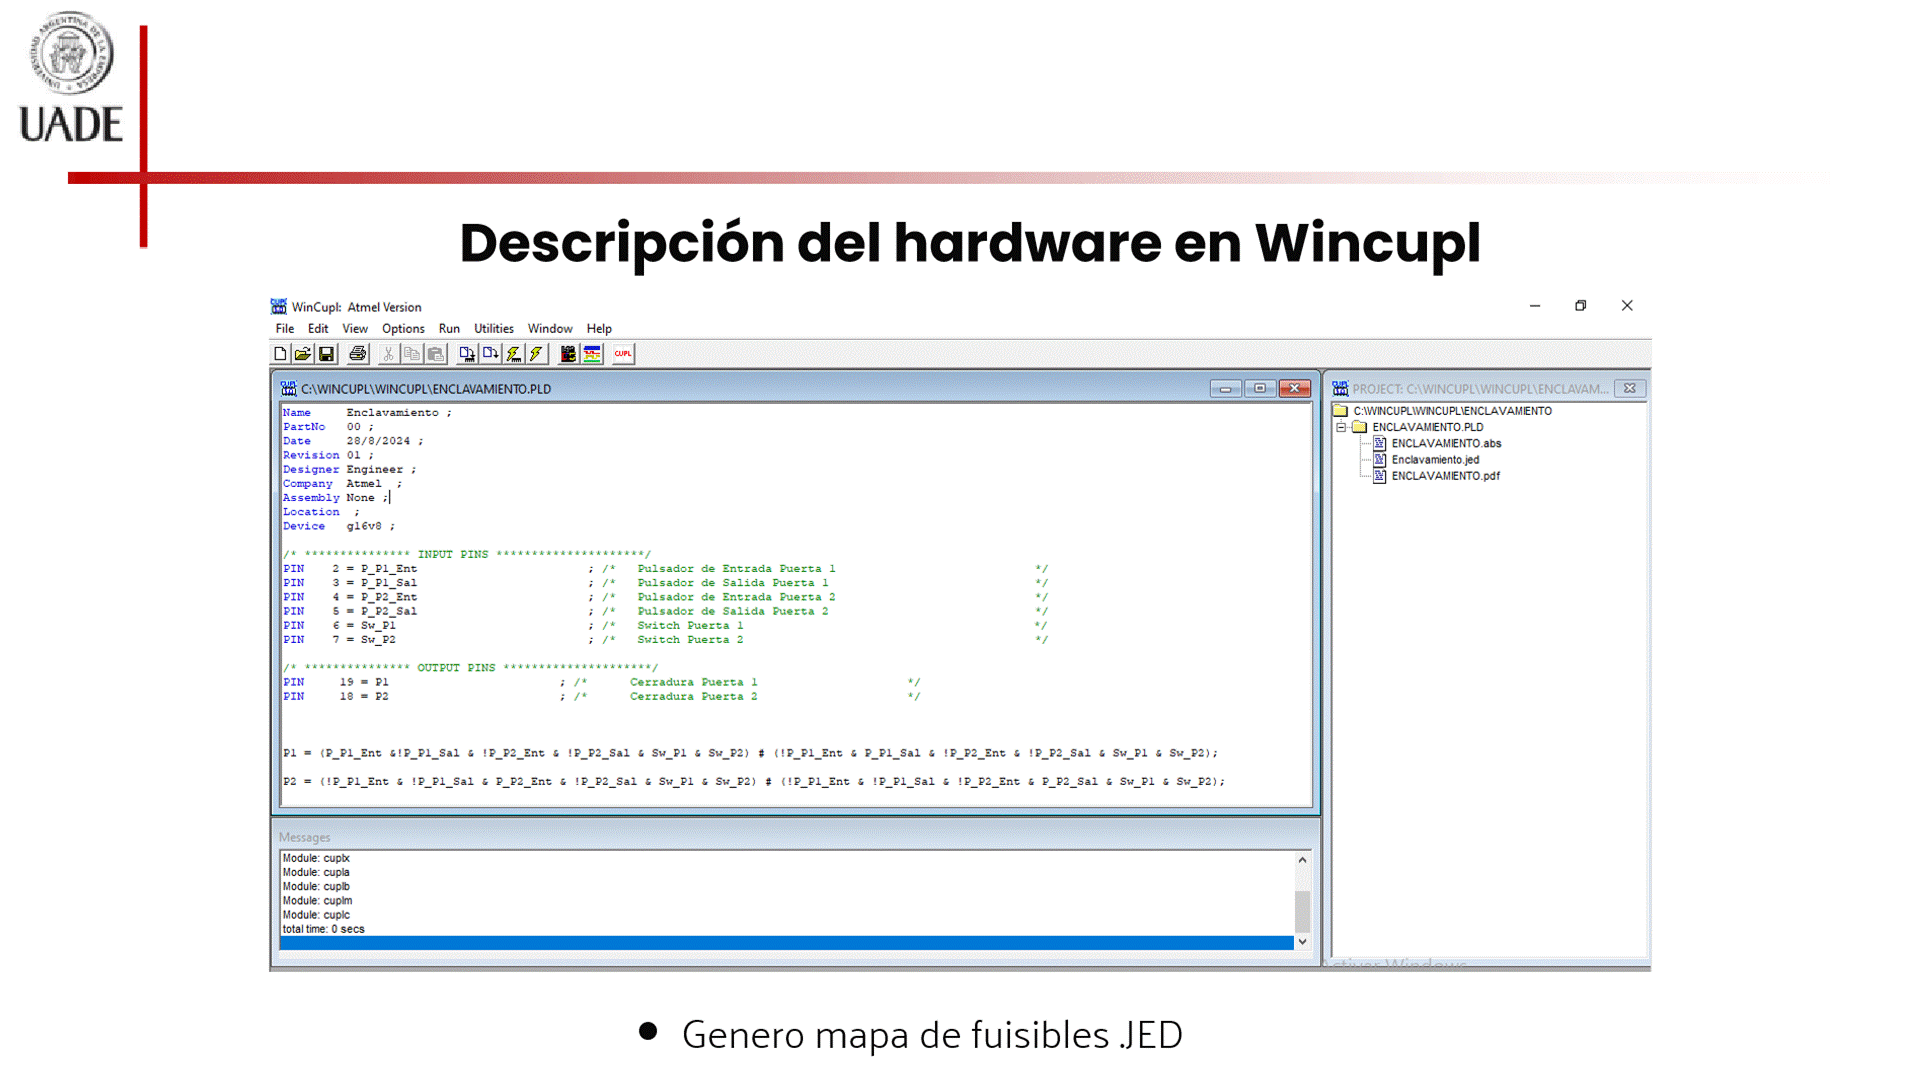 UNIVERSIDAD ARGENTINA DE LA EMPRESA
UADE
Descripción del hardware en Wincupl
WinCupl: Atmel Version
File Edit View Options Run Utilities Window Help
CUPL
C:\WINCUPL\WINCUPL\ENCLAVAMIENTO.PLD
Name Enclavamiento ;
PartNo 00 ;
Date 28/8/2024 ;
Revision 01 ;
Designer Engineer ;
Company Atmel ;
Assembly None ;
Location ;
Device g16v8 ;
/* *************** INPUT PINS *********************/
PIN 2 = P_P1_Ent ; /* Pulsador de Entrada Puerta 1 */
PIN 3 = P_P1_Sal ; /* Pulsador de Salida Puerta 1 */
PIN 4 = P_P2_Ent ; /* Pulsador de Entrada Puerta 2 */
PIN 5 = P_P2_Sal ; /* Pulsador de Salida Puerta 2 */
PIN 6 = Sw_P1 ; /* Switch Puerta 1 */
PIN 7 = Sw_P2 ; /* Switch Puerta 2 */
/* *************** OUTPUT PINS *********************/
PIN 19 = P1 ; /* Cerradura Puerta 1 */
PIN 18 = P2 ; /* Cerradura Puerta 2 */
P1 = (P_P1_Ent &!P_P1_Sal & !P_P2_Ent & !P_P2_Sal & Sw_P1 & Sw_P2) # (!P_P1_Ent & P_P1_Sal & !P_P2_Ent & !P_P2_Sal & Sw_P1 & Sw_P2);
P2 = (!P_P1_Ent & !P_P1_Sal & P_P2_Ent & !P_P2_Sal & Sw_P1 & Sw_P2) # (!P_P1_Ent & !P_P1_Sal & !P_P2_Ent & P_P2_Sal & Sw_P1 & Sw_P2);
PROJECT: C:\WINCUPL\WINCUPL\ENCLAVAM...
C:\WINCUPL\WINCUPL\ENCLAVAMIENTO
ENCLAVAMIENTO.PLD
ENCLAVAMIENTO.abs
Enclavamiento.jed
ENCLAVAMIENTO.pdf
Messages
Module: cuplx
Module: cupla
Module: cuplb
Module: cuplm
Module: cuplc
total time: 0 secs
Activar Windows
• Genero mapa de fuisibles .JED